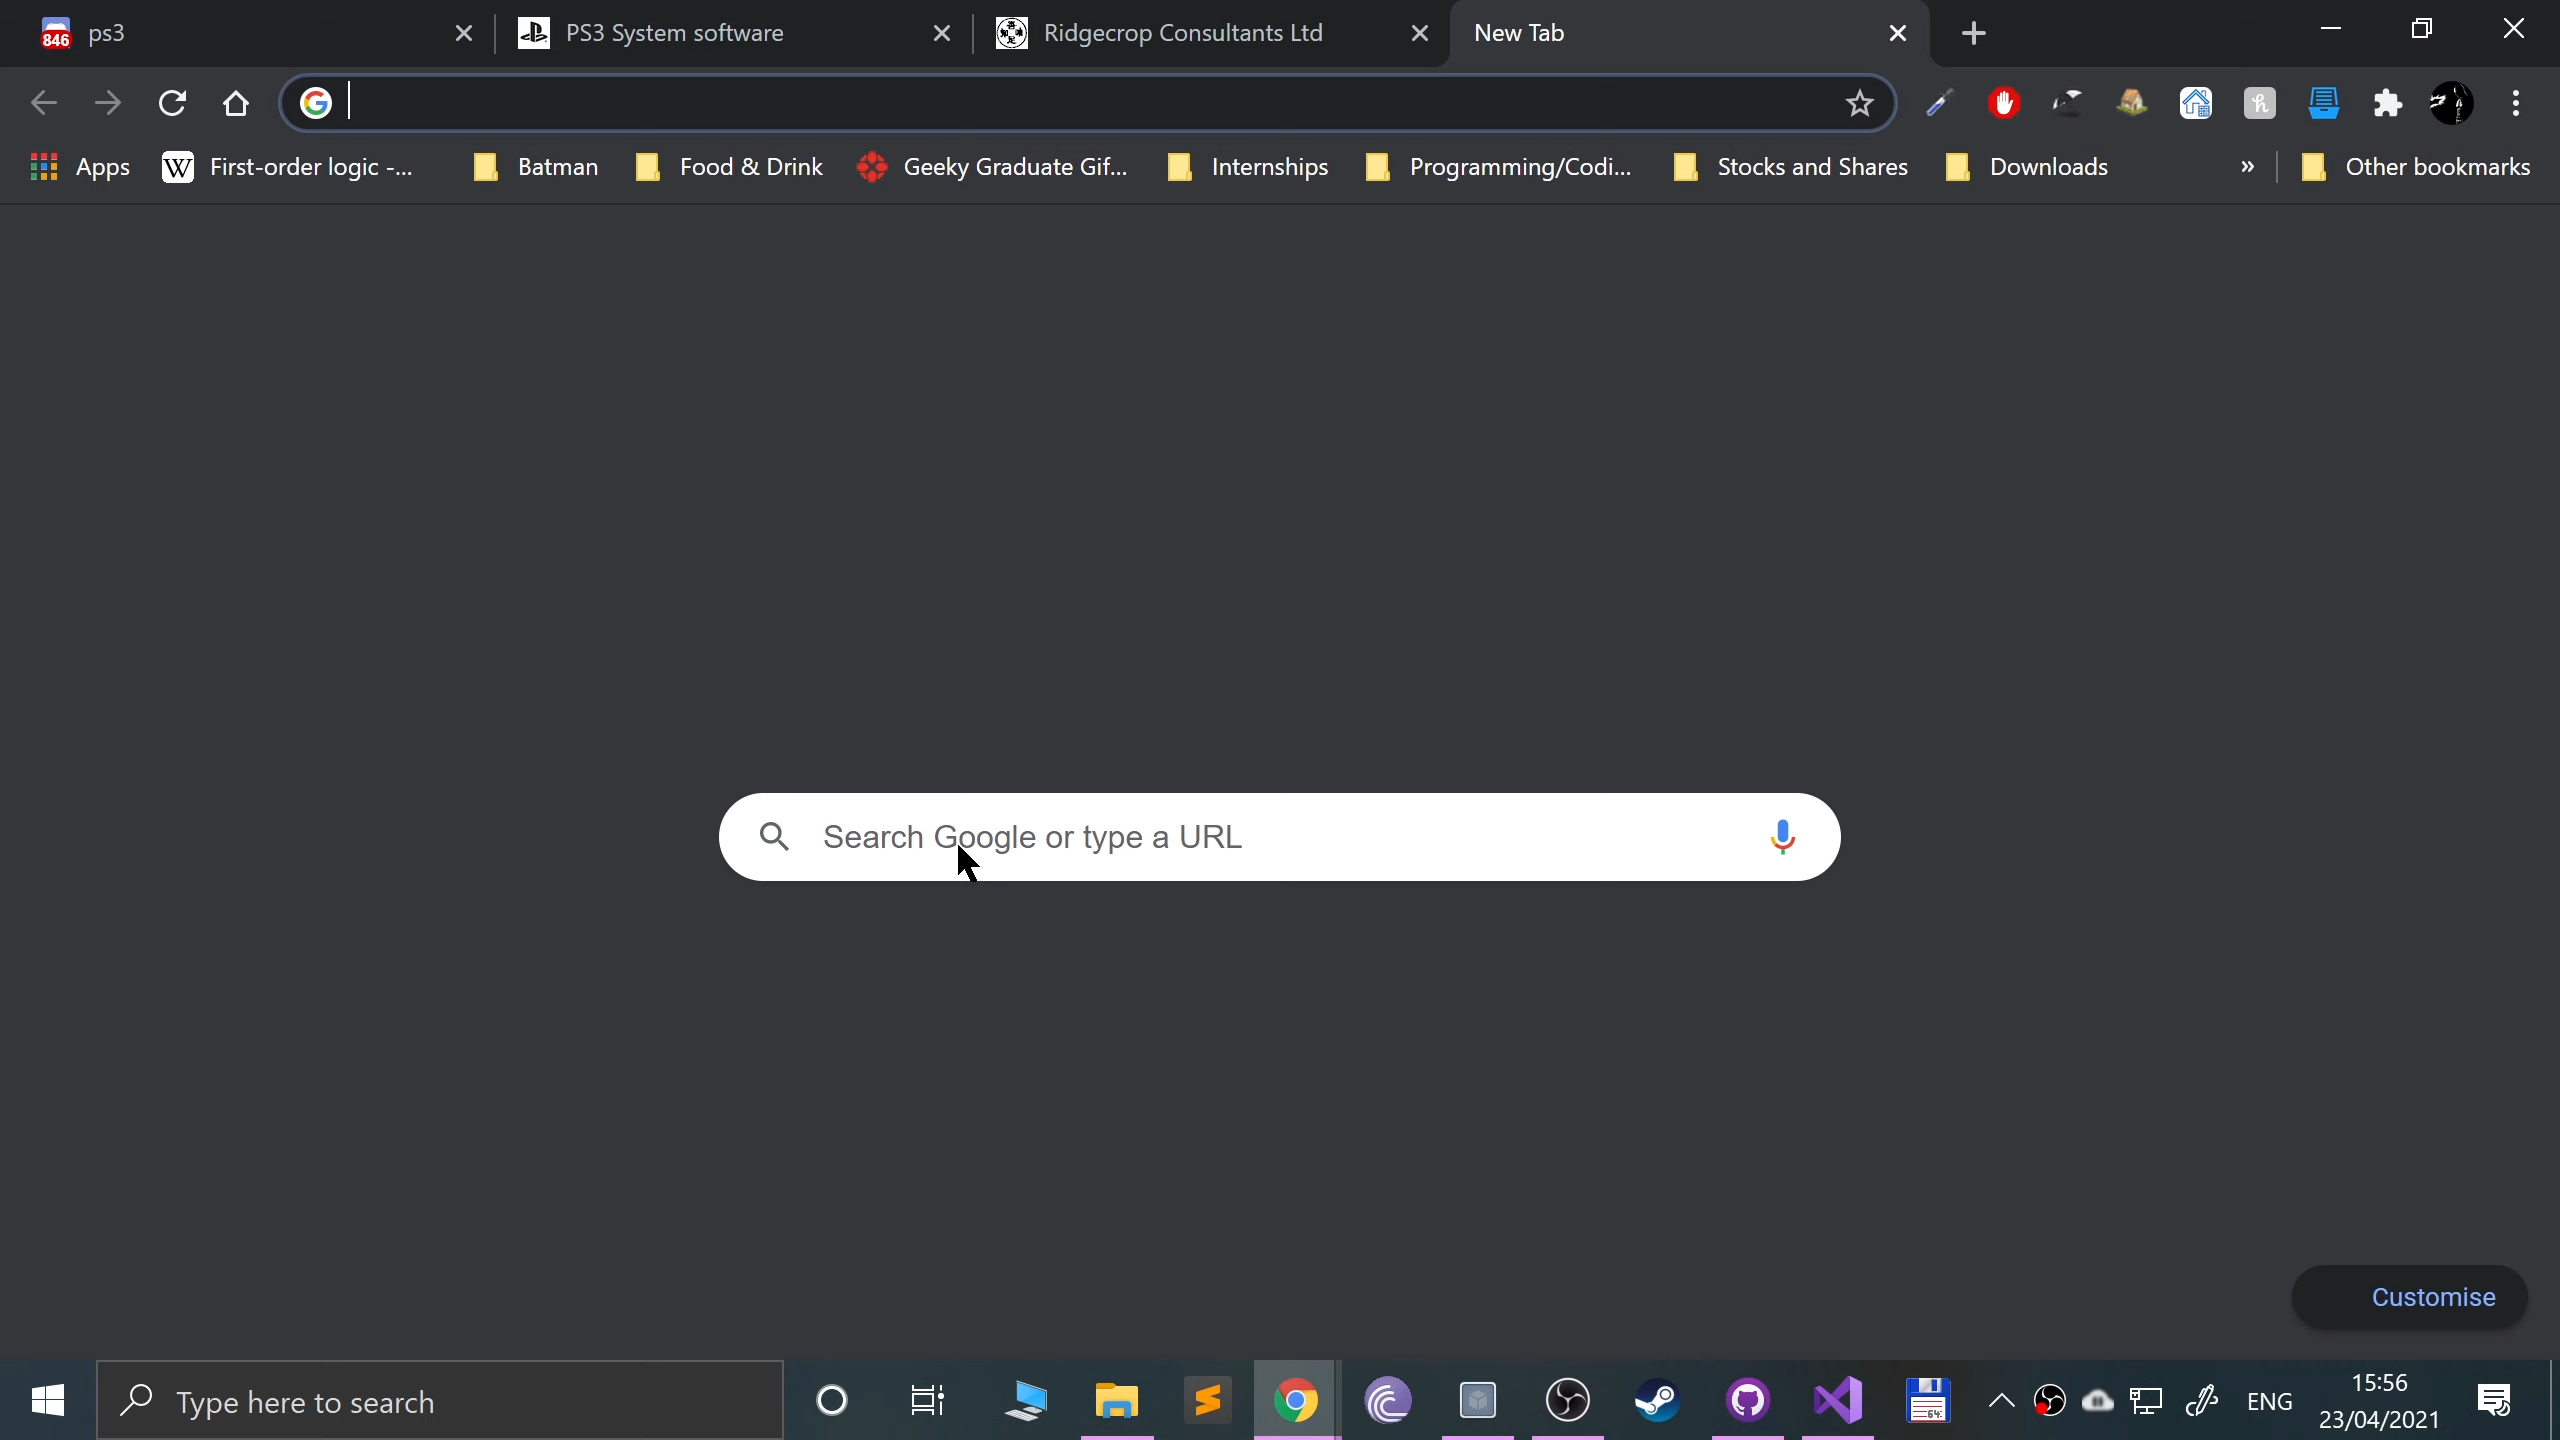 846 ps3
PS3 System software
Ridgecrop Consultants Ltd
New Tab
Apps
W First-order logic -...
Batman
Food & Drink
Geeky Graduate Gif...
Internships
Programming/Codi...
Stocks and Shares
Downloads
»
Other bookmarks
Search Google or type a URL
Customise
Type here to search
64
ENG
15:56
23/04/2021